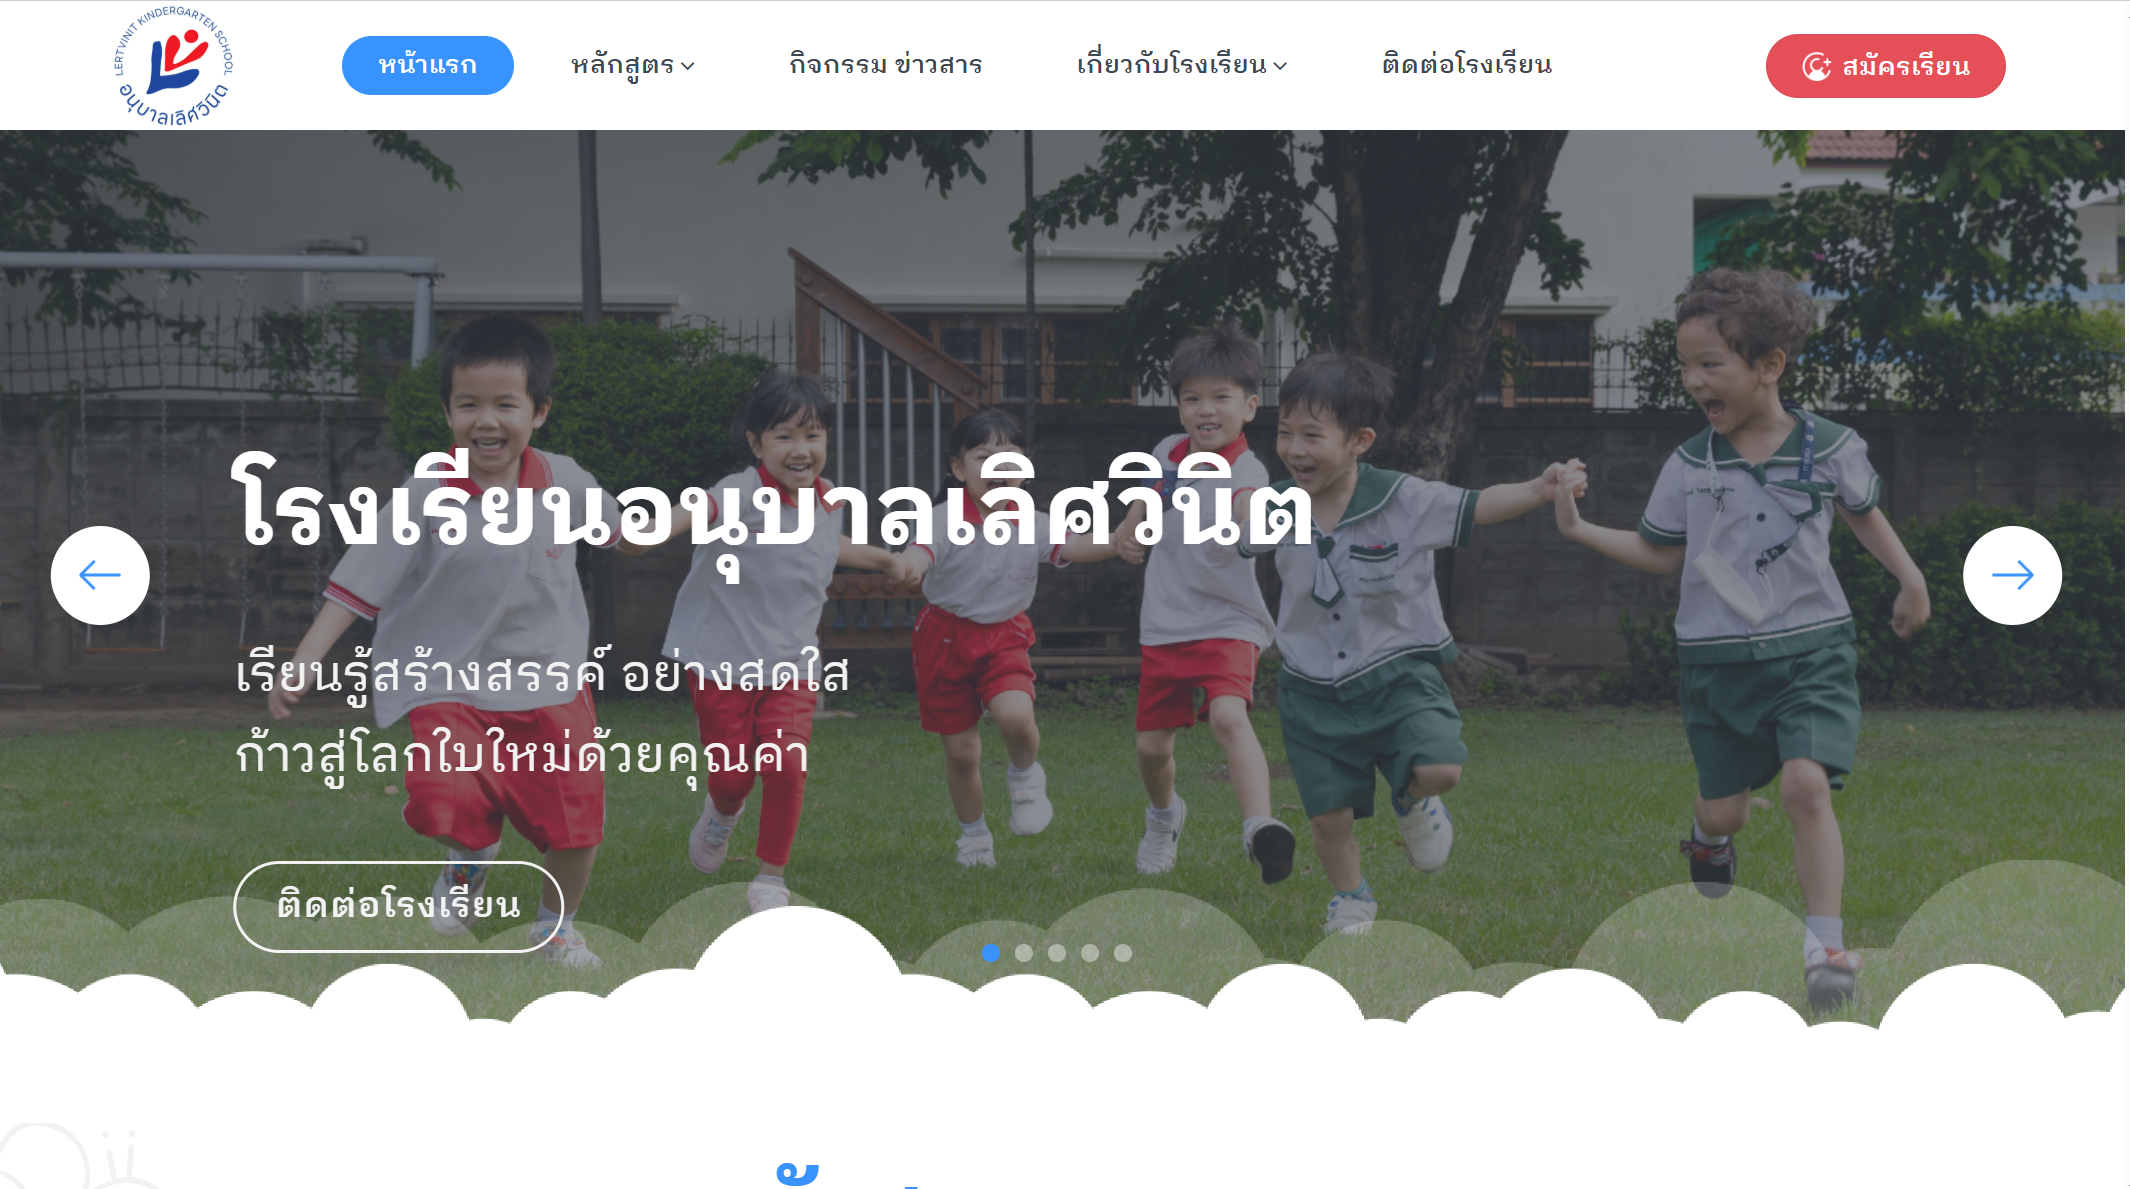 LERTVINIT KINDERGARTEN SCHOOL
อนุบาลเลิศวินิต
หน้าแรก
หลักสูตร
กิจกรรม ข่าวสาร
เกี่ยวกับโรงเรียน
ติดต่อโรงเรียน
สมัครเรียน
โรงเรียนอนุบาลเลิศวินิต
เรียนรู้สร้างสรรค์ อย่างสดใส
ก้าวสู่โลกใบใหม่ด้วยคุณค่า
ติดต่อโรงเรียน